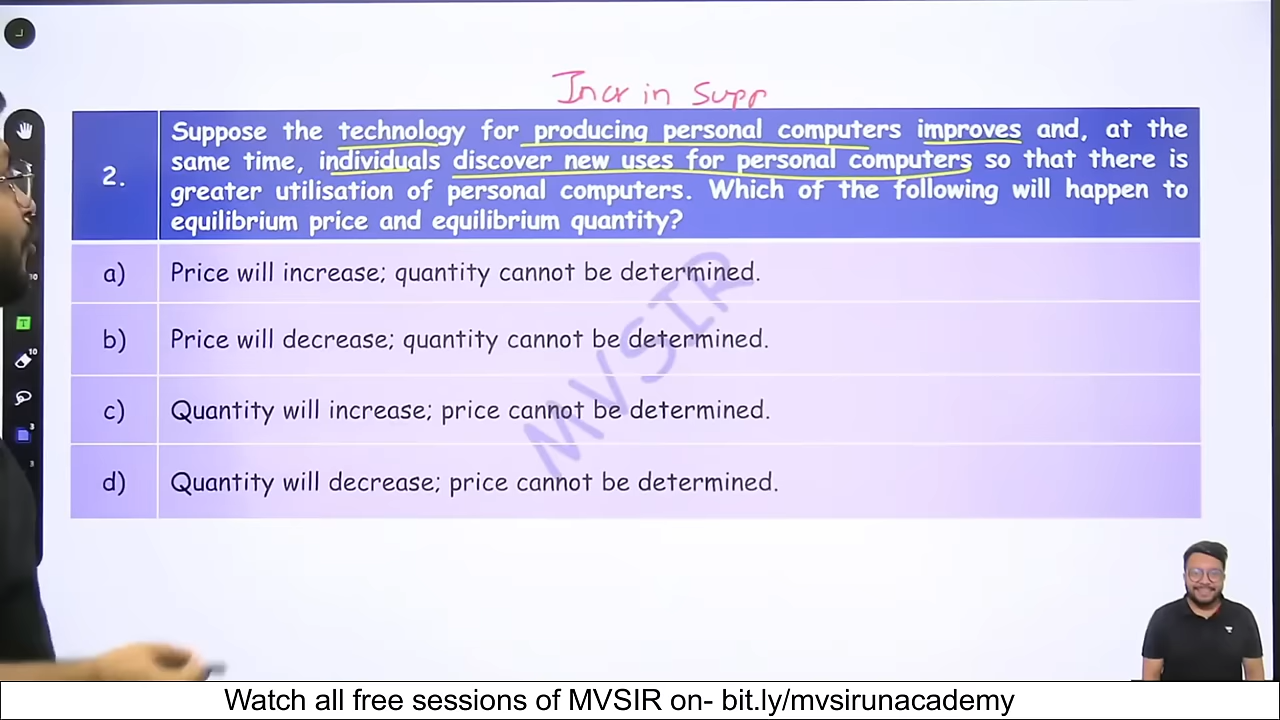 Incr in Supp
2.
Suppose the technology for producing personal computers improves and, at the
same time, individuals discover new uses for personal computers so that there is
greater utilisation of personal computers. Which of the following will happen to
equilibrium price and equilibrium quantity?
a) Price will increase; quantity cannot be determined.
b) Price will decrease; quantity cannot be determined.
c) Quantity will increase; price cannot be determined.
d) Quantity will decrease; price cannot be determined.
MVSIR
T
10
3
3
Watch all free sessions of MVSIR on- bit.ly/mvsirunacademy